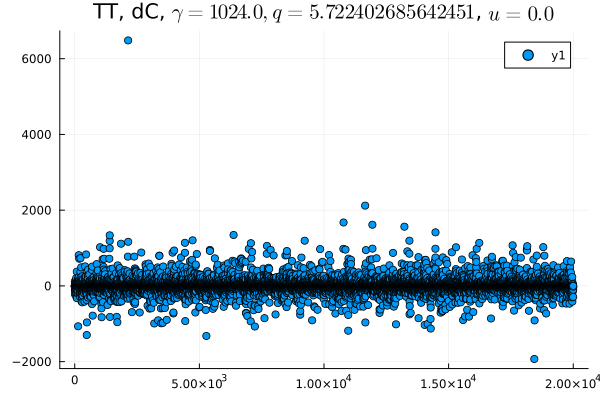 TT, dC, γ = 1024.0, q = 5.722402685642451, u = 0.0
y1
6000
4000
2000
0
−2000
0 5.00×10³ 1.00×10⁴ 1.50×10⁴ 2.00×10⁴